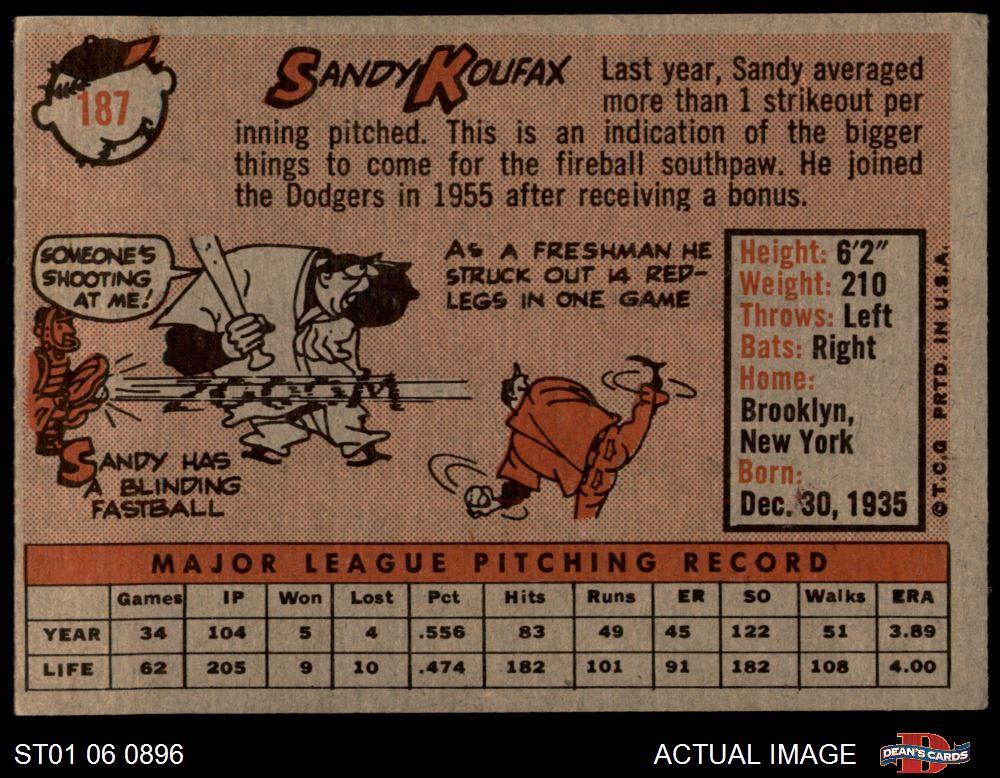 187
SANDY KOUFAX
Last year, Sandy averaged
more than 1 strikeout per
inning pitched. This is an indication of the bigger
things to come for the fireball southpaw. He joined
the Dodgers in 1955 after receiving a bonus.
SOMEONE'S
SHOOTING
AT ME!
SANDY HAS
A BLINDING
FASTBALL
AS A FRESHMAN HE
STRUCK OUT 14 RED-
LEGS IN ONE GAME
Height: 6'2"
Weight: 210
Throws: Left
Bats: Right
Home:
Brooklyn,
New York
Born:
Dec. 30, 1935
© T.C.G PRTD. IN U.S.A.
MAJOR LEAGUE PITCHING RECORD
Games IP Won Lost Pct Hits Runs ER SO Walks ERA
YEAR 34 104 5 4 .556 83 49 45 122 51 3.89
LIFE 62 205 9 10 .474 182 101 91 182 108 4.00
ST01 06 0896
ACTUAL IMAGE
DEAN'S CARDS